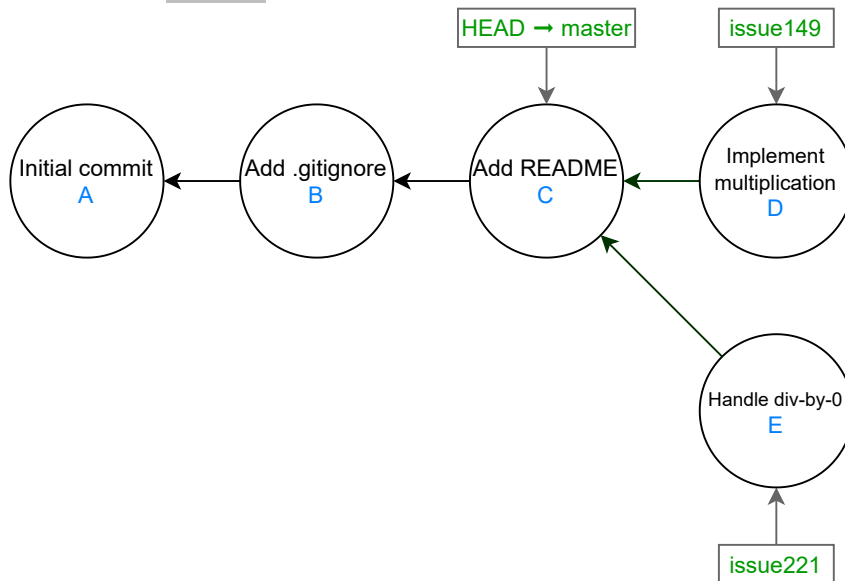 HEAD → master
issue149
Initial commit
A
Add .gitignore
B
Add README
C
Implement
multiplication
D
Handle div-by-0
E
issue221